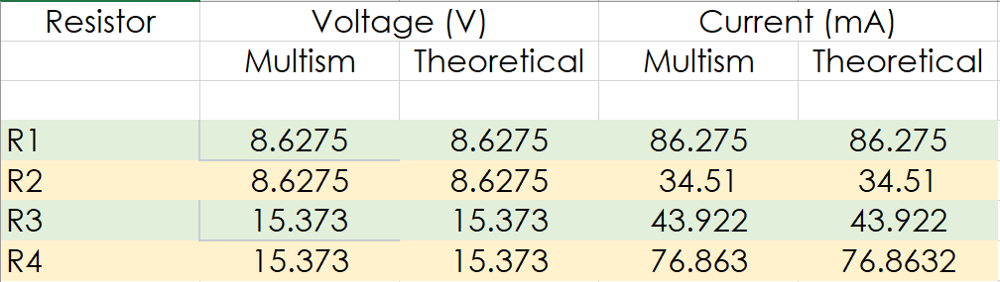 Resistor Voltage (V) Current (mA)
Multism Theoretical Multism Theoretical
R1 8.6275 8.6275 86.275 86.275
R2 8.6275 8.6275 34.51 34.51
R3 15.373 15.373 43.922 43.922
R4 15.373 15.373 76.863 76.8632